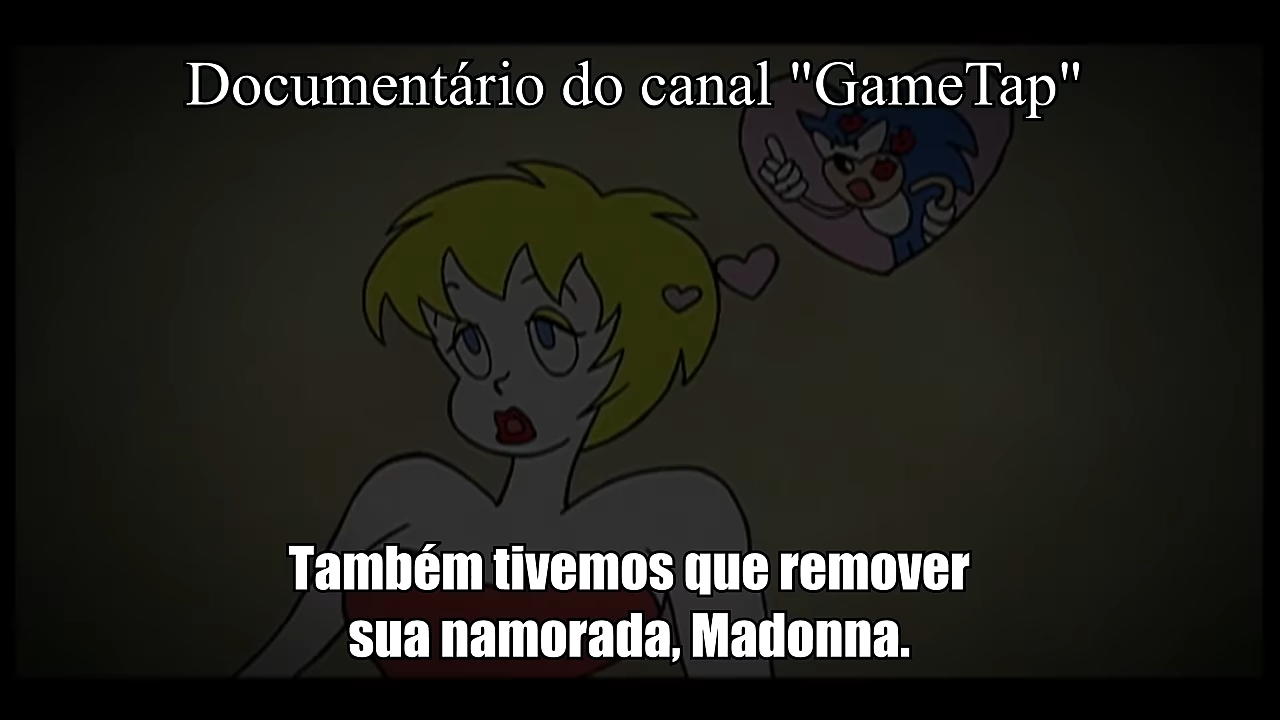 Documentário do canal "GameTap"
Também tivemos que remover
sua namorada, Madonna.